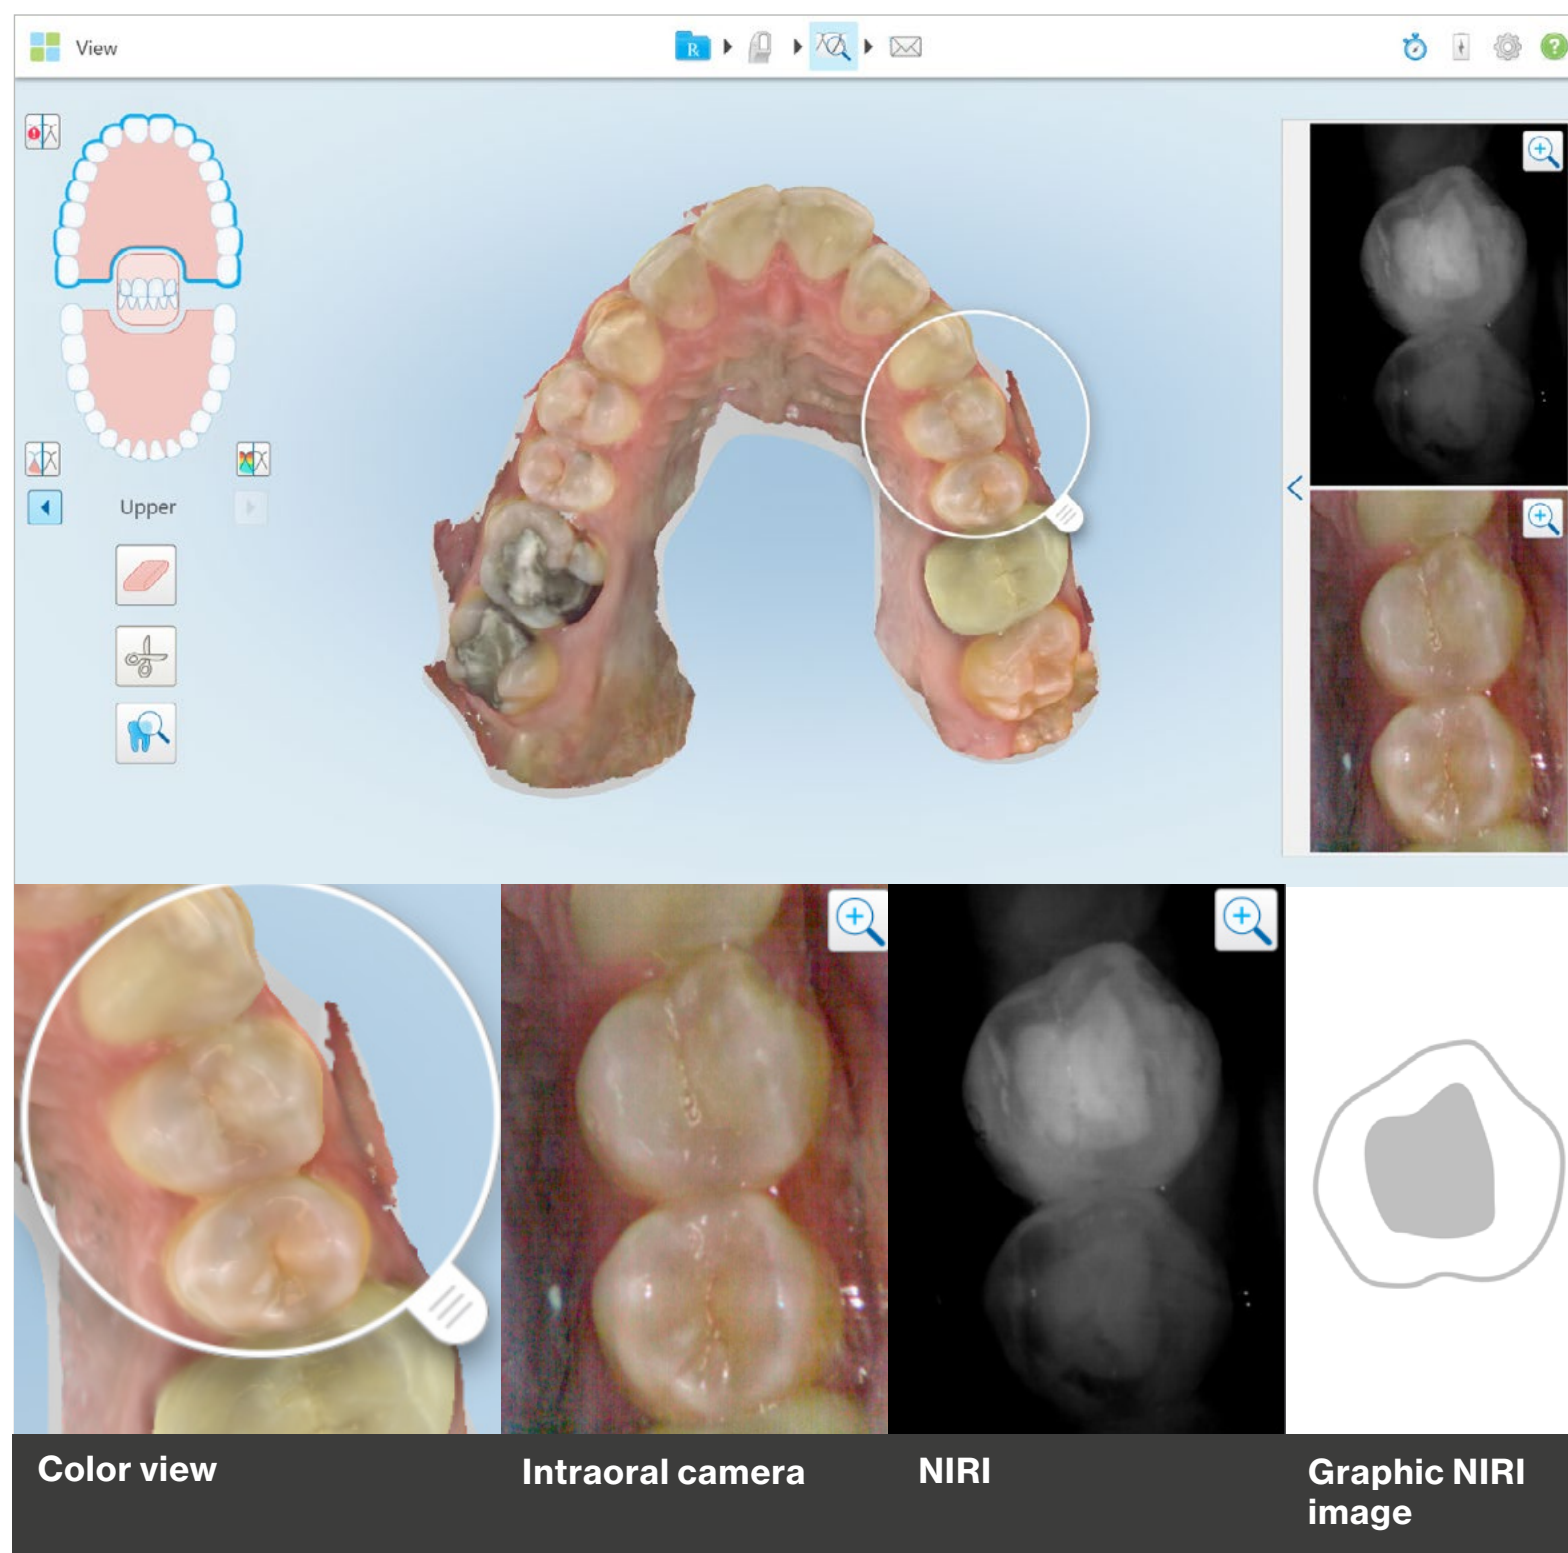 View
R
?
Upper
Color view
Intraoral camera
NIRI
Graphic NIRI
image